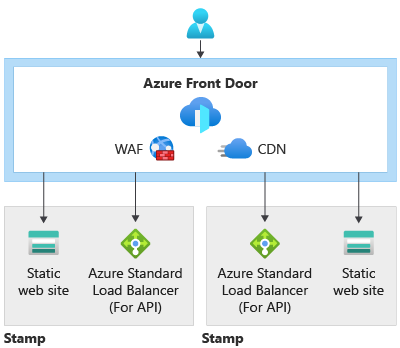 Azure Front Door
WAF
CDN
Static
web site
Azure Standard
Load Balancer
(For API)
Azure Standard
Load Balancer
(For API)
Static
web site
Stamp
Stamp